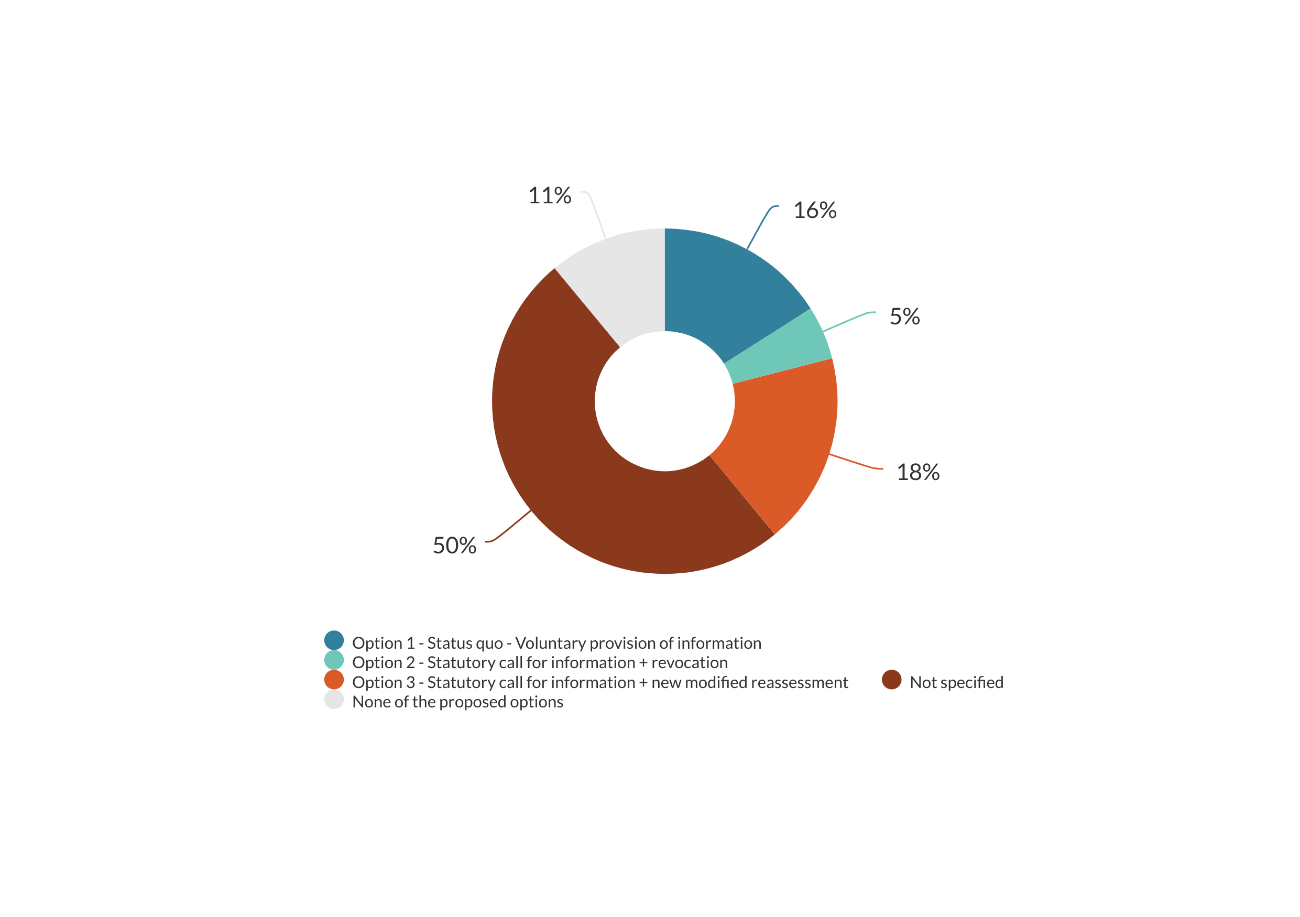 11%
16%
5%
18%
50%
Option 1 - Status quo - Voluntary provision of information
Option 2 - Statutory call for information + revocation
Option 3 - Statutory call for information + new modified reassessment
Not specified
None of the proposed options